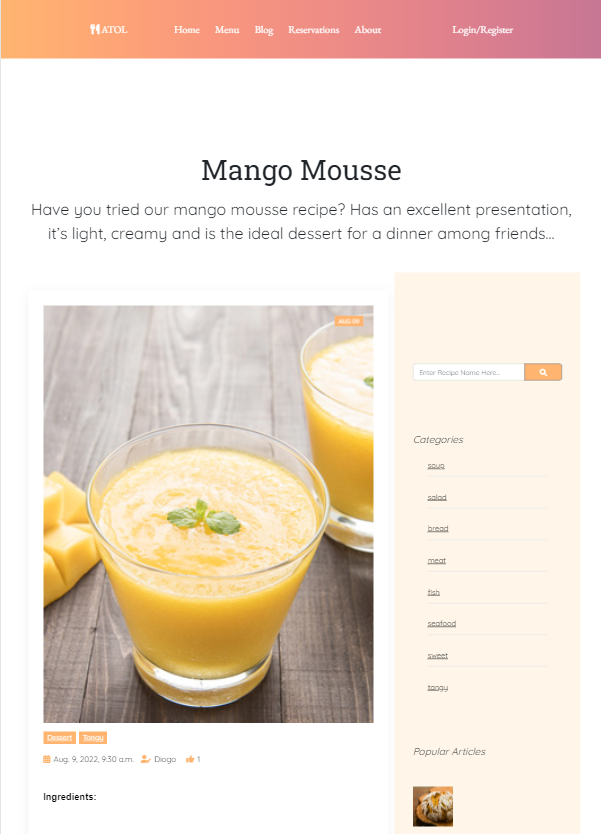 ATOL Home Menu Blog Reservations About Login/Register
Mango Mousse
Have you tried our mango mousse recipe? Has an excellent presentation,
it's light, creamy and is the ideal dessert for a dinner among friends...
AUG 09
Enter Recipe Name Here...
Categories
soup
salad
bread
meat
fish
seafood
sweet
tangy
Popular Articles
Dessert Tangy
Aug. 9, 2022, 9:30 a.m. Diogo 1
Ingredients: